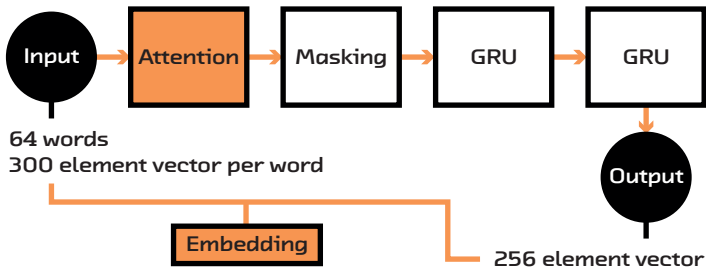 Input
Attention
Masking
GRU
GRU
64 words
300 element vector per word
Output
Embedding
256 element vector